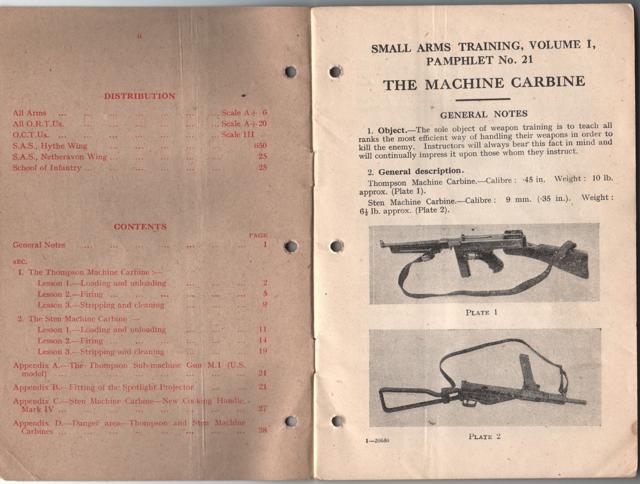 ii
DISTRIBUTION
All Arms ... Scale A + 6
All O.R.T.Us. ... Scale A+20
O.C.T.Us. ... Scale III
S.A.S., Hythe Wing 650
S.A.S., Netheravon Wing ... 25
School of Infantry ... 25
CONTENTS
PAGE
General Notes ... 1
SEC.
1. The Thompson Machine Carbine :—
Lesson 1.—Loading and unloading ... 2
Lesson 2.—Firing ... 5
Lesson 3.—Stripping and cleaning ... 9
2. The Sten Machine Carbine —
Lesson 1.—Loading and unloading ... 11
Lesson 2.—Firing ... 14
Lesson 3.—Stripping and cleaning ... 19
Appendix A.—The Thompson Sub-machine Gun M.1 (U.S.
model) ... 21
Appendix B.—Fitting of the Spotlight Projector ... 21
Appendix C.—Sten Machine Carbine—New Cocking Handle,
Mark IV ... 27
Appendix D.—Danger area—Thompson and Sten Machine
Carbines ... 28
SMALL ARMS TRAINING, VOLUME I,
PAMPHLET No. 21
THE MACHINE CARBINE
GENERAL NOTES
1. Object.—The sole object of weapon training is to teach all
ranks the most efficient way of handling their weapons in order to
kill the enemy. Instructors will always bear this fact in mind and
will continually impress it upon those whom they instruct.
2. General description.
Thompson Machine Carbine.—Calibre : ·45 in. Weight : 10 lb.
approx. (Plate 1).
Sten Machine Carbine.—Calibre : 9 mm. (·35 in.). Weight :
6½ lb. approx. (Plate 2).
PLATE 1
PLATE 2